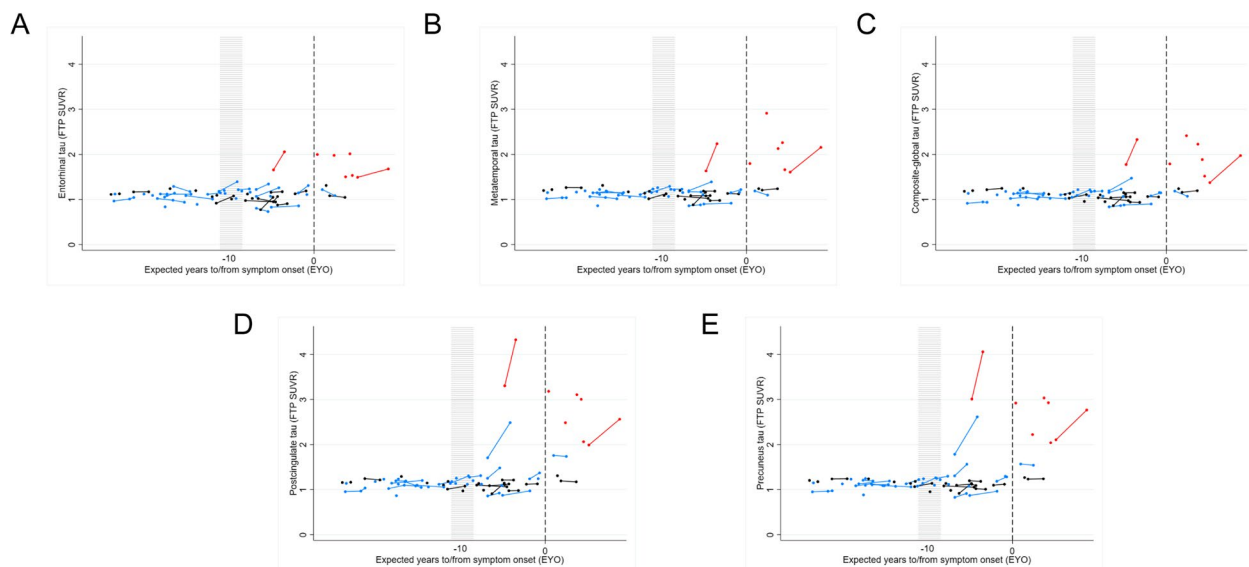 A
Entorhinal tau (FTP SUVR)
4
3
2
1
0
-10
0
Expected years to/from symptom onset (EYO)
B
Metatemporal tau (FTP SUVR)
4
3
2
1
0
-10
0
Expected years to/from symptom onset (EYO)
C
Composite-global tau (FTP SUVR)
4
3
2
1
0
-10
0
Expected years to/from symptom onset (EYO)
D
Postcingulate tau (FTP SUVR)
4
3
2
1
0
-10
0
Expected years to/from symptom onset (EYO)
E
Precuneus tau (FTP SUVR)
4
3
2
1
0
-10
0
Expected years to/from symptom onset (EYO)